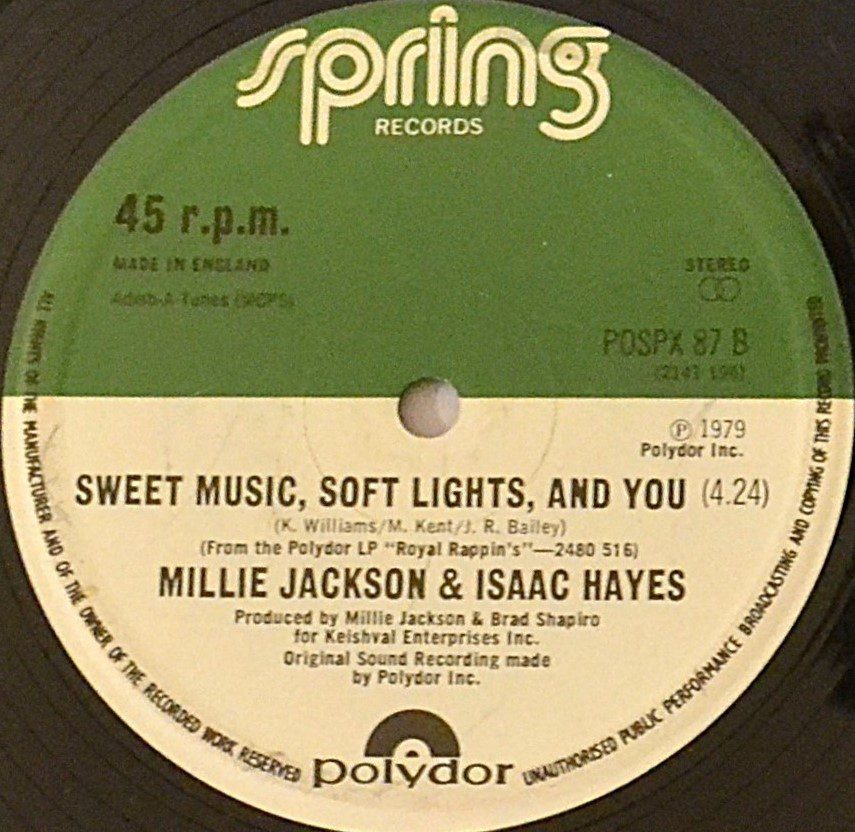 spring
RECORDS
45 r.p.m.
MADE IN ENGLAND
STEREO
(MCPS)
POSPX 87 B
℗ 1979
Polydor Inc.
SWEET MUSIC, SOFT LIGHTS, AND YOU (4.24)
(K. Williams/M. Kent/J. R. Bailey)
(From the Polydor LP "Royal Rappin's"—2480 516)
MILLIE JACKSON & ISAAC HAYES
Produced by Millie Jackson & Brad Shapiro
for Keishval Enterprises Inc.
Original Sound Recording made
by Polydor Inc.
polydor
ALL RIGHTS OF THE MANUFACTURER AND OF THE OWNER OF THE RECORDED WORK RESERVED
UNAUTHORISED PUBLIC PERFORMANCE BROADCASTING AND COPYING OF THIS RECORD PROHIBITED